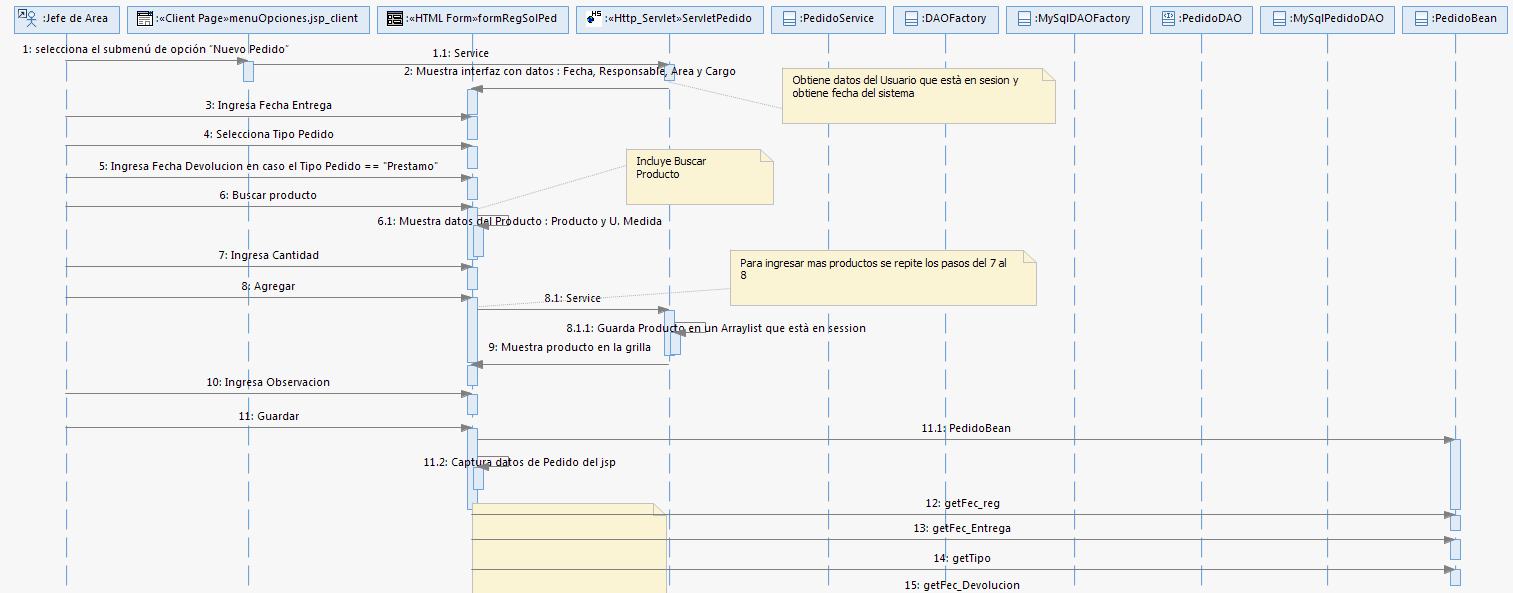 :Jefe de Area
:«Client Page»menuOpciones.jsp_client
:«HTML Form»formRegSolPed
HS
:«Http_Servlet»ServletPedido
:PedidoService
:DAOFactory
:MySqlDAOFactory
:PedidoDAO
:MySqlPedidoDAO
:PedidoBean
1: selecciona el submenú de opción "Nuevo Pedido"
1.1: Service
2: Muestra interfaz con datos : Fecha, Responsable, Area y Cargo
Obtiene datos del Usuario que està en sesion y
obtiene fecha del sistema
3: Ingresa Fecha Entrega
4: Selecciona Tipo Pedido
5: Ingresa Fecha Devolucion en caso el Tipo Pedido == "Prestamo"
Incluye Buscar
Producto
6: Buscar producto
6.1: Muestra datos del Producto : Producto y U. Medida
7: Ingresa Cantidad
Para ingresar mas productos se repite los pasos del 7 al
8
8: Agregar
8.1: Service
8.1.1: Guarda Producto en un Arraylist que està en session
9: Muestra producto en la grilla
10: Ingresa Observacion
11: Guardar
11.1: PedidoBean
11.2: Captura datos de Pedido del jsp
12: getFec_reg
13: getFec_Entrega
14: getTipo
15: getFec_Devolucion